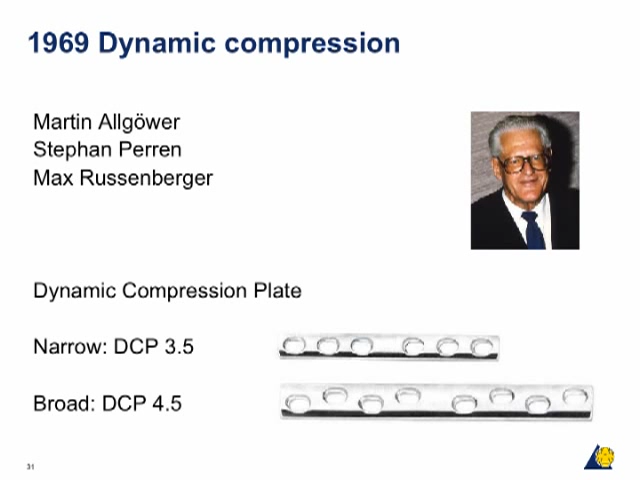 1969 Dynamic compression
Martin Allgöwer
Stephan Perren
Max Russenberger
Dynamic Compression Plate
Narrow: DCP 3.5
Broad: DCP 4.5
31